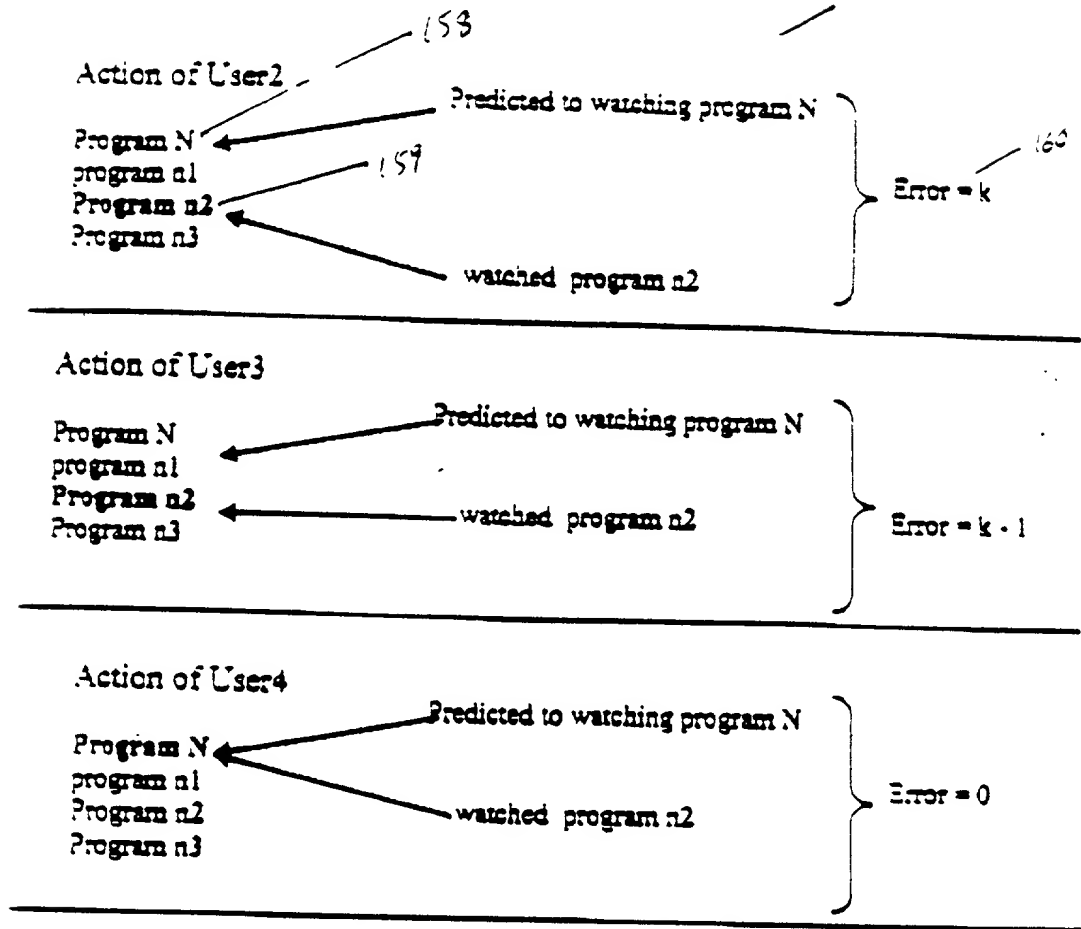 158
Action of User2
Predicted to watching program N
Program N
program n1
159
160
Program n2
Error = k
Program n3
watched program n2
Action of User3
Predicted to watching program N
Program N
program n1
Program n2
watched program n2
Program n3
Error = k - 1
Action of User4
Predicted to watching program N
Program N
program n1
Error = 0
Program n2
watched program n2
Program n3